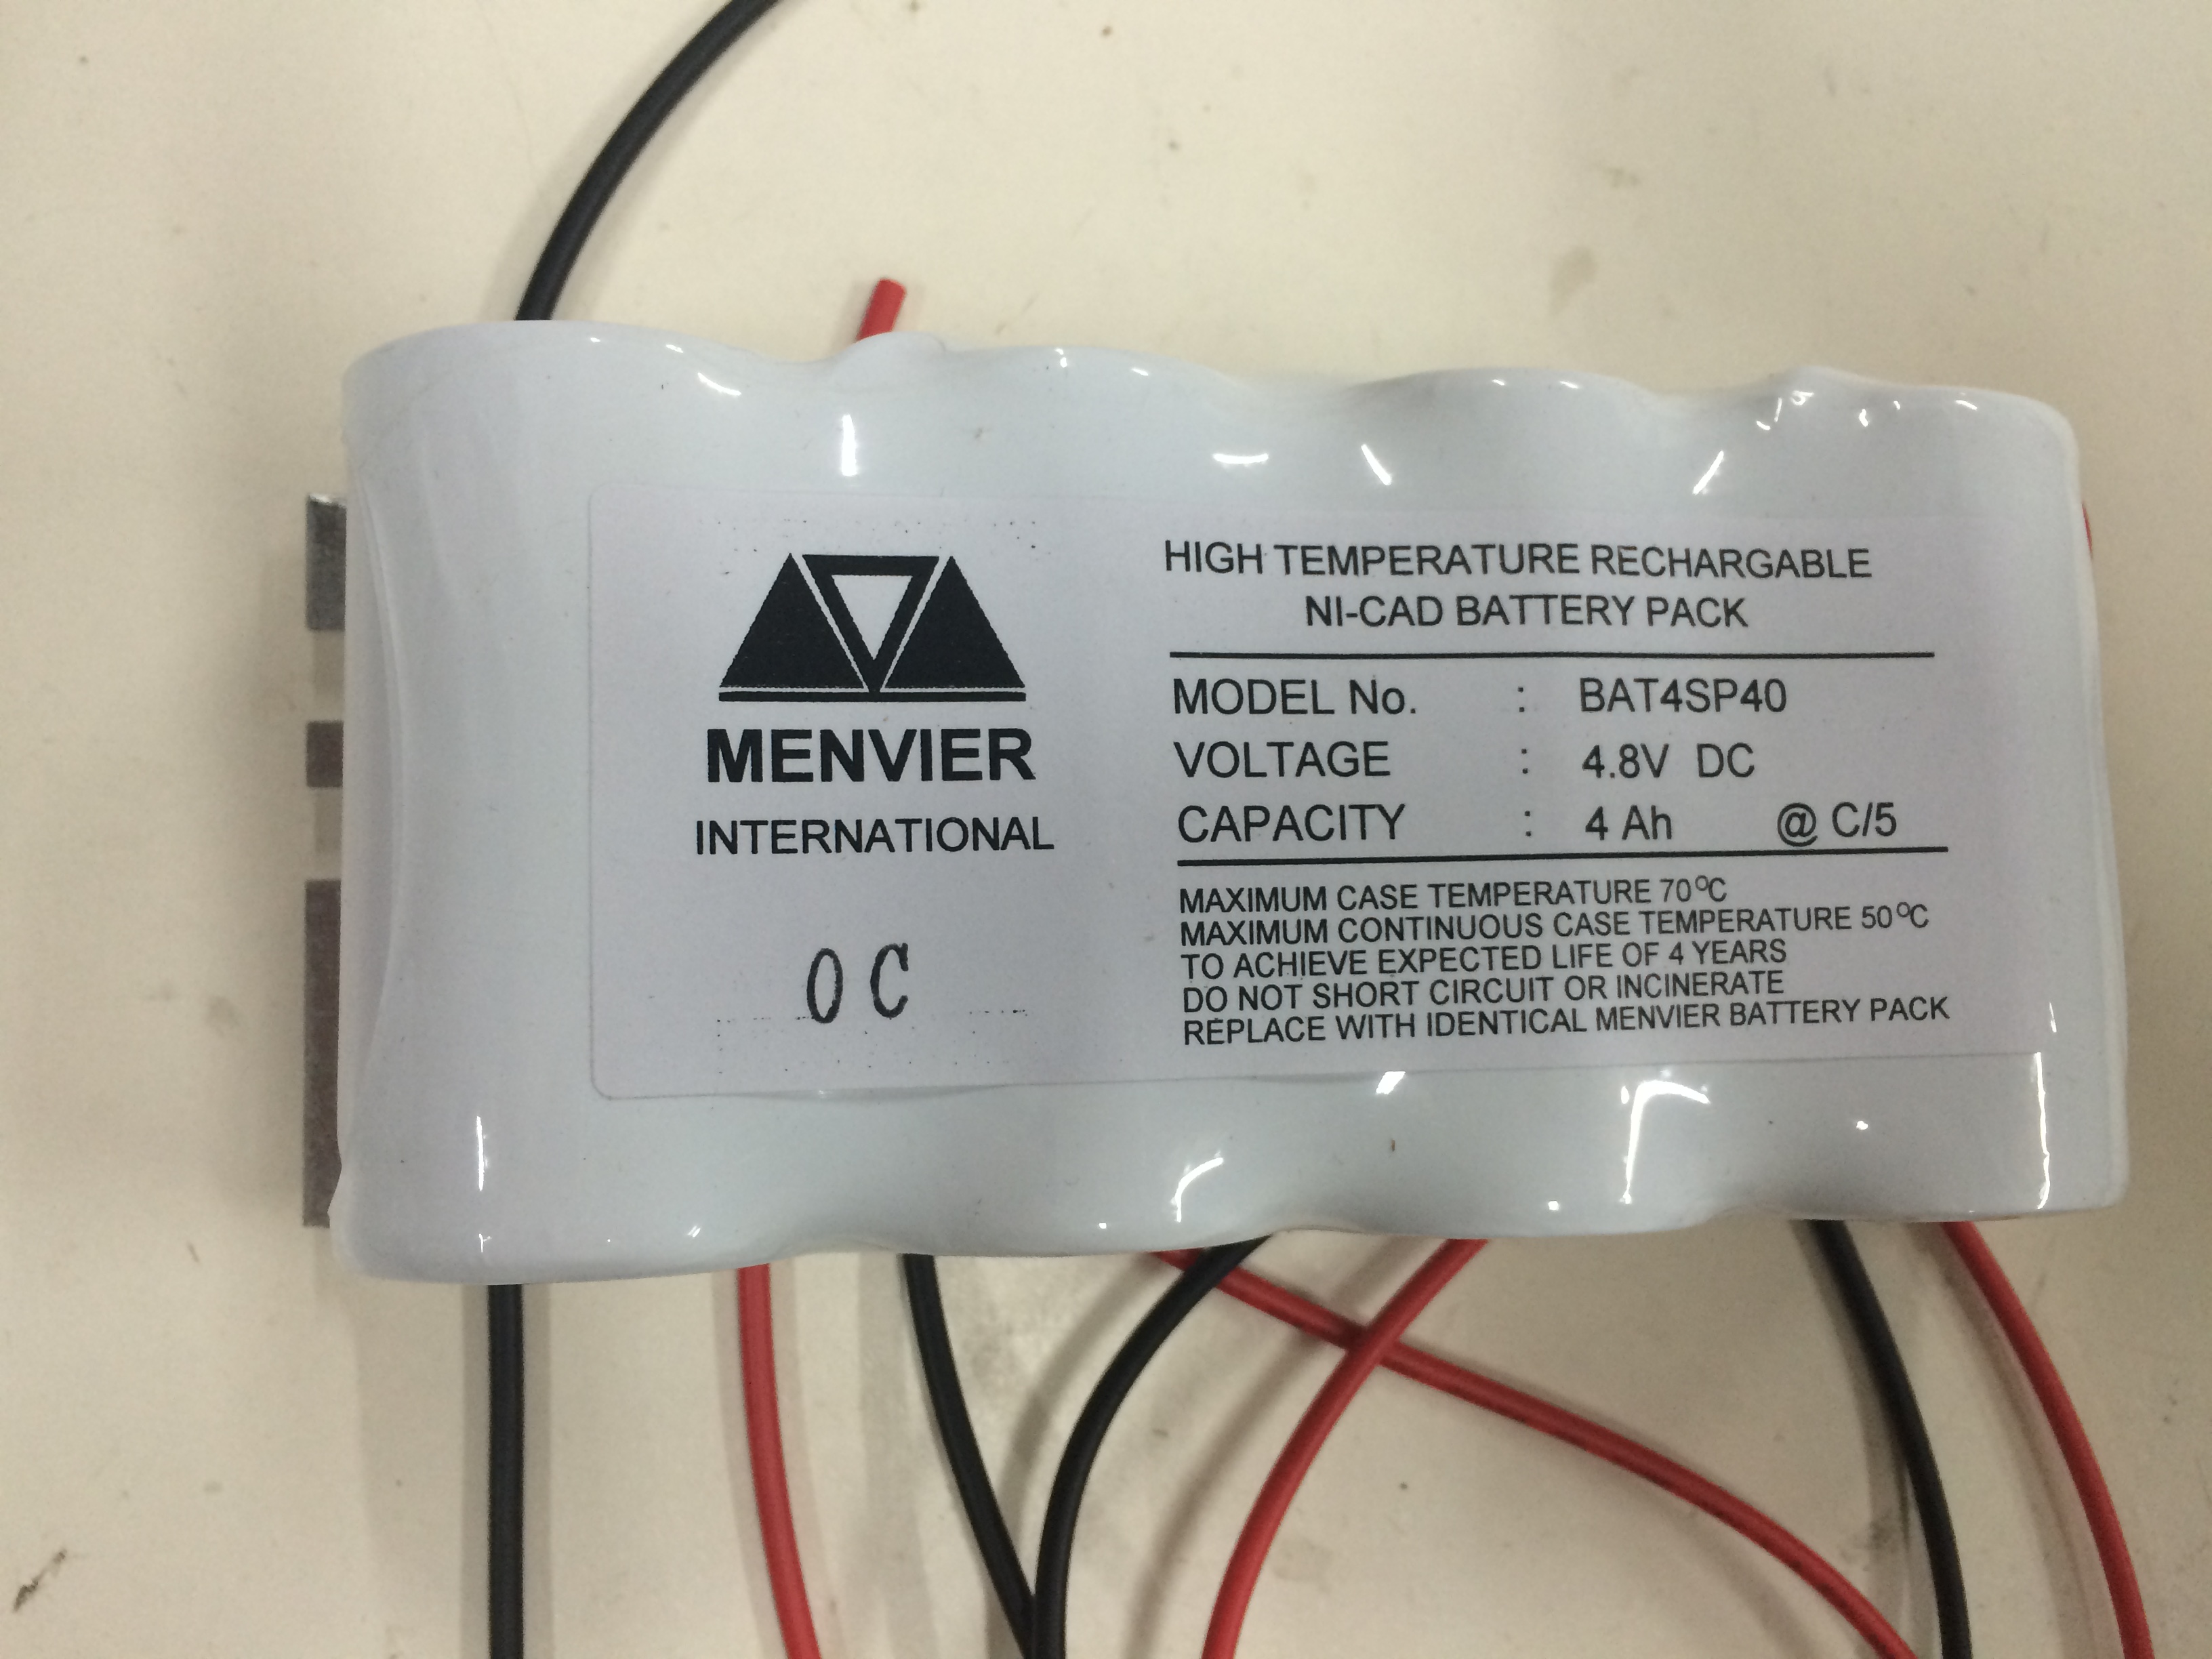 MENVIER
INTERNATIONAL
0 C
HIGH TEMPERATURE RECHARGABLE
NI-CAD BATTERY PACK
MODEL No. : BAT4SP40
VOLTAGE : 4.8V DC
CAPACITY : 4 Ah @ C/5
MAXIMUM CASE TEMPERATURE 70°C
MAXIMUM CONTINUOUS CASE TEMPERATURE 50°C
TO ACHIEVE EXPECTED LIFE OF 4 YEARS
DO NOT SHORT CIRCUIT OR INCINERATE
REPLACE WITH IDENTICAL MENVIER BATTERY PACK